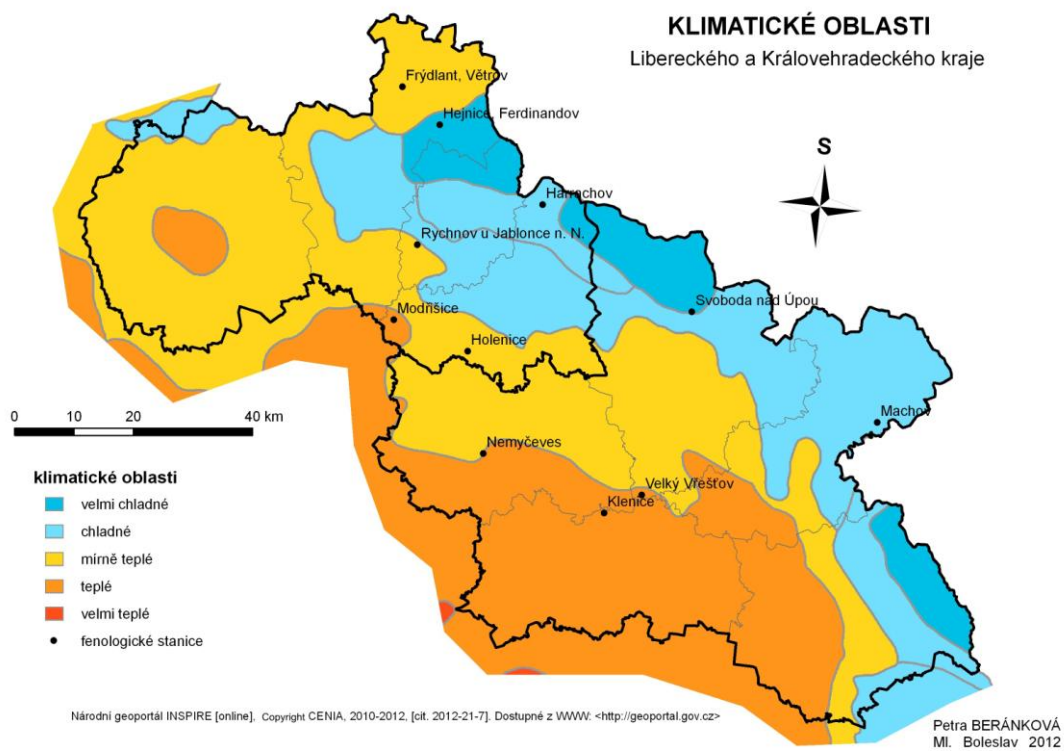 KLIMATICKÉ OBLASTI
Libereckého a Královehradeckého kraje
Frýdlant, Větrov
Hejnice, Ferdinandov
S
Harrachov
Rychnov u Jablonce n. N.
Svoboda nad Úpou
Modřišice
Holenice
0 10 20 40 km
Machov
Nemyčeves
klimatické oblasti
Velký Vřešťov
Klenice
velmi chladné
chladné
mírně teplé
teplé
velmi teplé
fenologické stanice
Národní geoportál INSPIRE [online], Copyright CENIA, 2010-2012, [cit. 2012-21-7]. Dostupné z WWW: <http://geoportal.gov.cz>
Petra BERÁNKOVÁ
Ml. Boleslav 2012